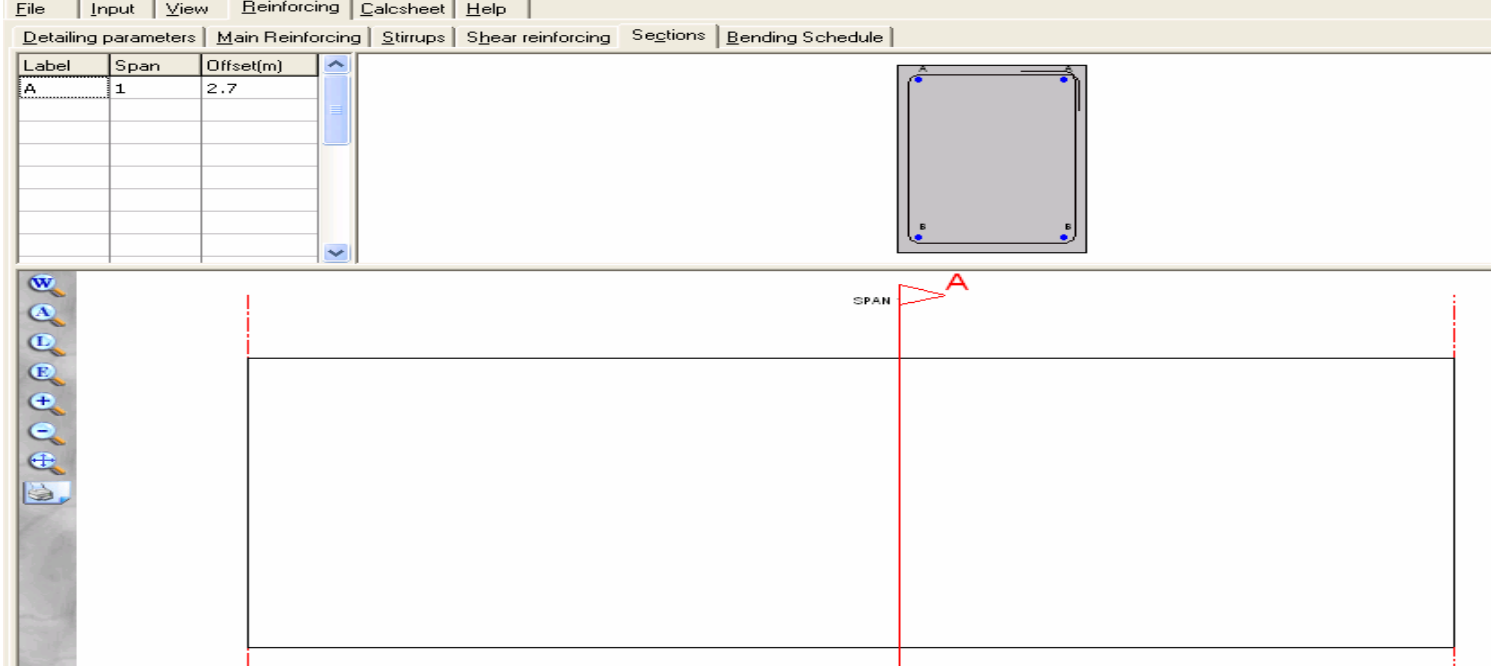 File Input View Reinforcing Calcsheet Help
Detailing parameters Main Reinforcing Stirrups Shear reinforcing Sections Bending Schedule
Label Span Offset(m)
A 1 2.7
A A
B B
W
A
L
E
SPAN A